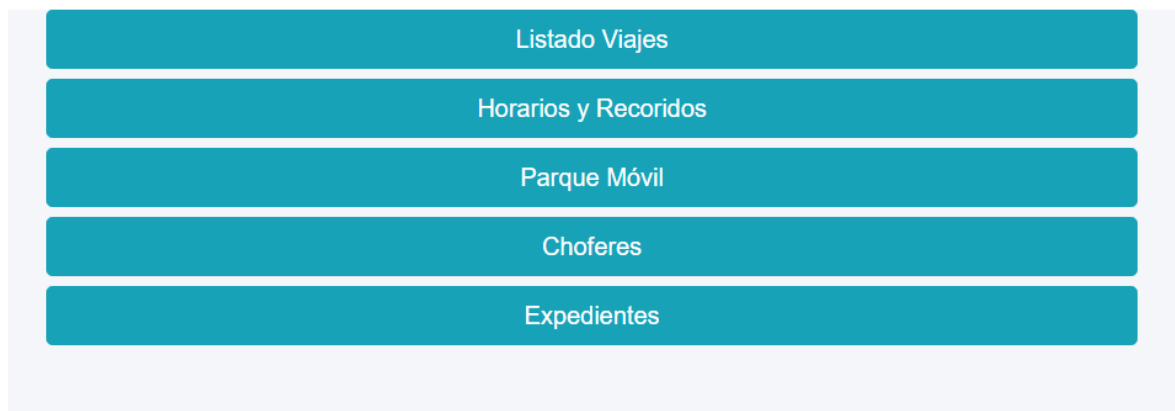 Listado Viajes
Horarios y Recoridos
Parque Móvil
Choferes
Expedientes